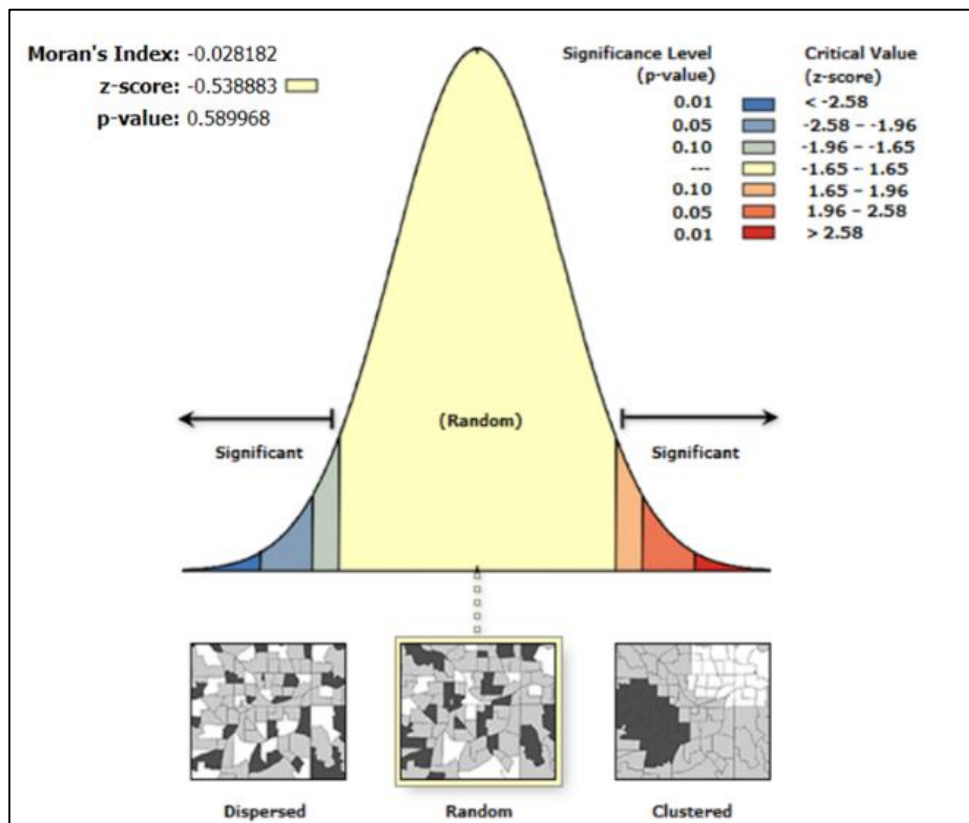 Moran's Index: -0.028182
z-score: -0.538883
p-value: 0.589968
Significance Level
(p-value)
Critical Value
(z-score)
0.01 < -2.58
0.05 -2.58 – -1.96
0.10 -1.96 – -1.65
--- -1.65 – 1.65
0.10 1.65 – 1.96
0.05 1.96 – 2.58
0.01 > 2.58
(Random)
Significant
Significant
Dispersed
Random
Clustered